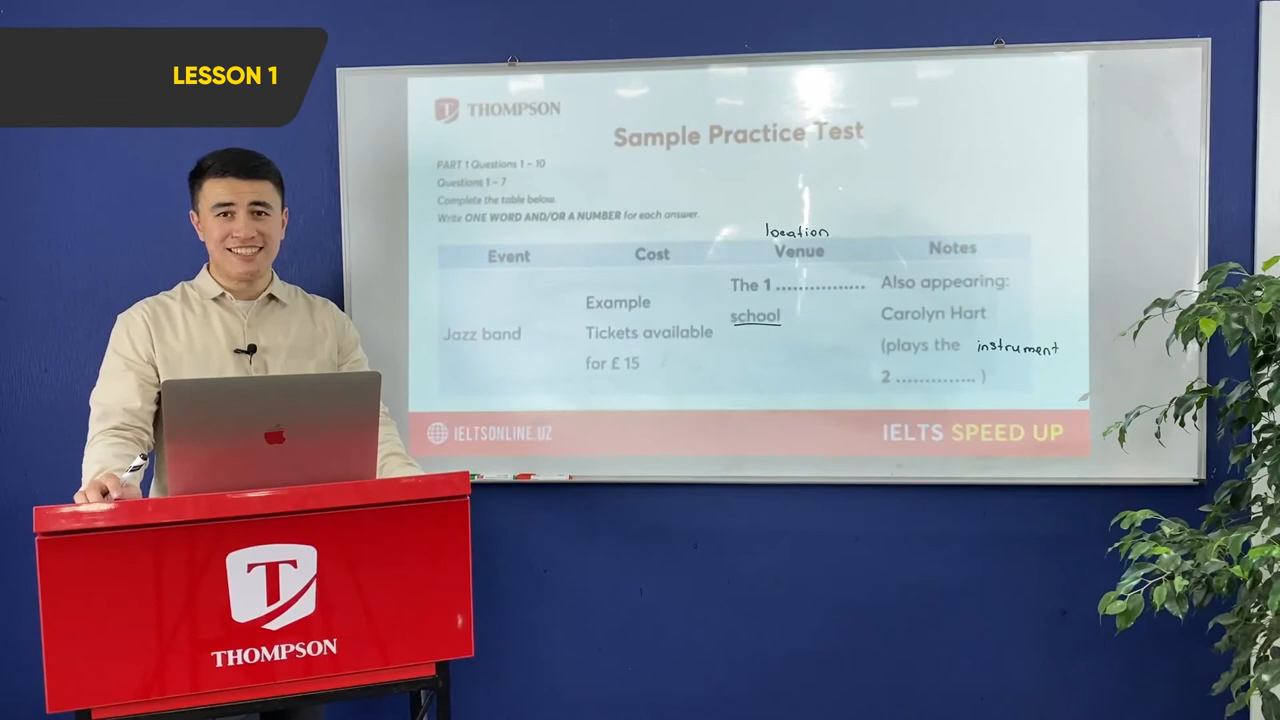 LESSON 1
THOMPSON
Sample Practice Test
PART 1 Questions 1 - 10
Questions 1 - 7
Complete the table below.
Write ONE WORD AND/OR A NUMBER for each answer.
location
Event Cost Venue Notes
Jazz band
Example
Tickets available
for £ 15
The 1 ................
school
Also appearing:
Carolyn Hart
(plays the instrument
2 .............. )
IELTSONLINE.UZ
IELTS SPEED UP
T
THOMPSON